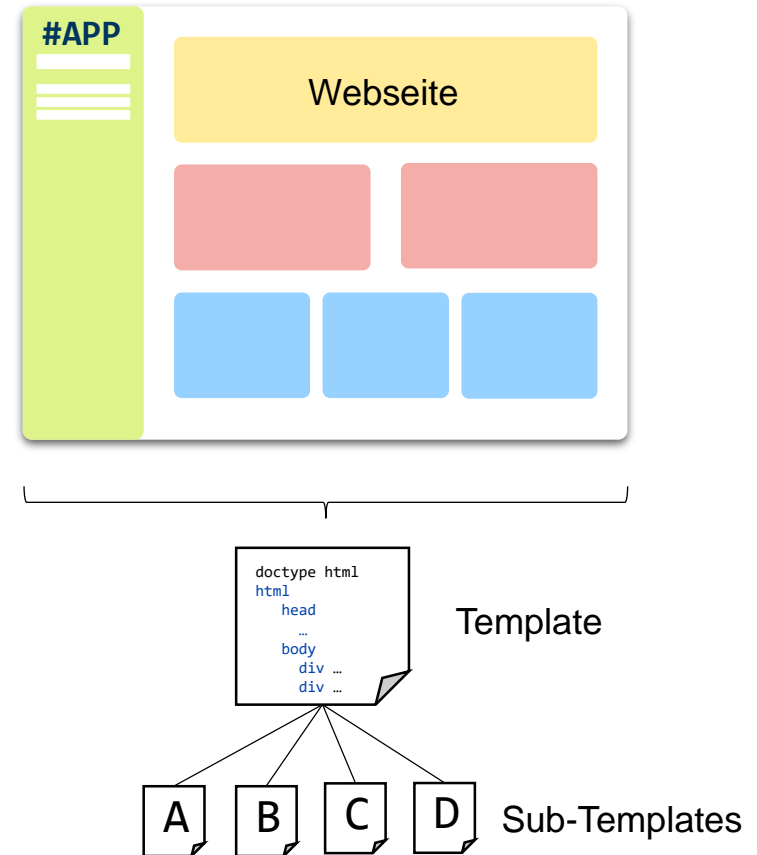 #APP
Webseite
doctype html
html
head
…
body
div …
div …
Template
A B C D
Sub-Templates